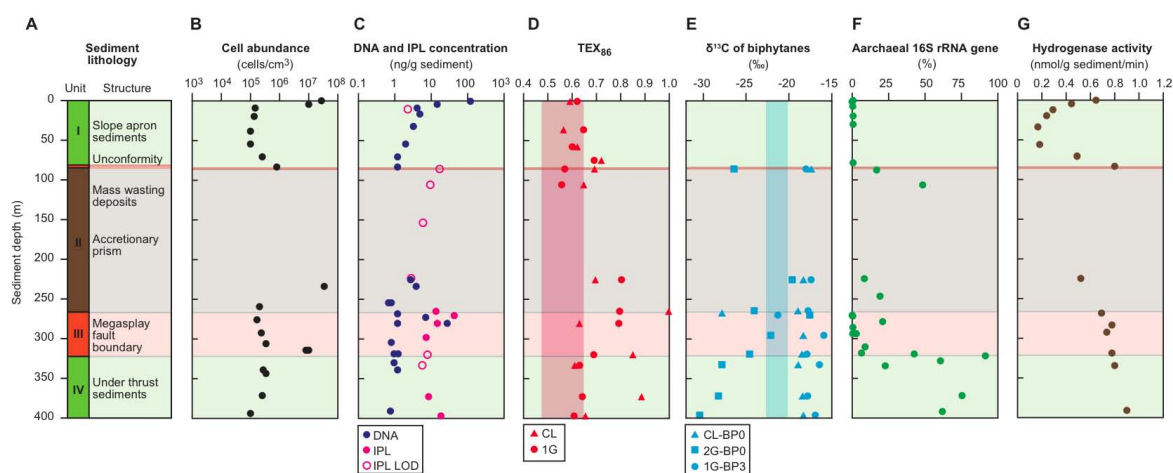 A
Sediment
lithology
Unit Structure
Sediment depth (m)
0
50
100
150
200
250
300
350
400
I
Slope apron
sediments
Unconformity
II
Mass wasting
deposits
Accretionary
prism
III
Megasplay
fault
boundary
IV
Under thrust
sediments
B
Cell abundance
(cells/cm³)
10³ 10⁴ 10⁵ 10⁶ 10⁷ 10⁸
C
DNA and IPL concentration
(ng/g sediment)
0.1 1 10 100 1000
DNA
IPL
IPL LOD
D
TEX₈₆
0.4 0.5 0.6 0.7 0.8 0.9 1.0
CL
1G
E
δ¹³C of biphytanes
(‰)
-30 -25 -20 -15
CL-BP0
2G-BP0
1G-BP3
F
Aarchaeal 16S rRNA gene
(%)
0 25 50 75 100
G
Hydrogenase activity
(nmol/g sediment/min)
0 0.2 0.4 0.6 0.8 1.0 1.2